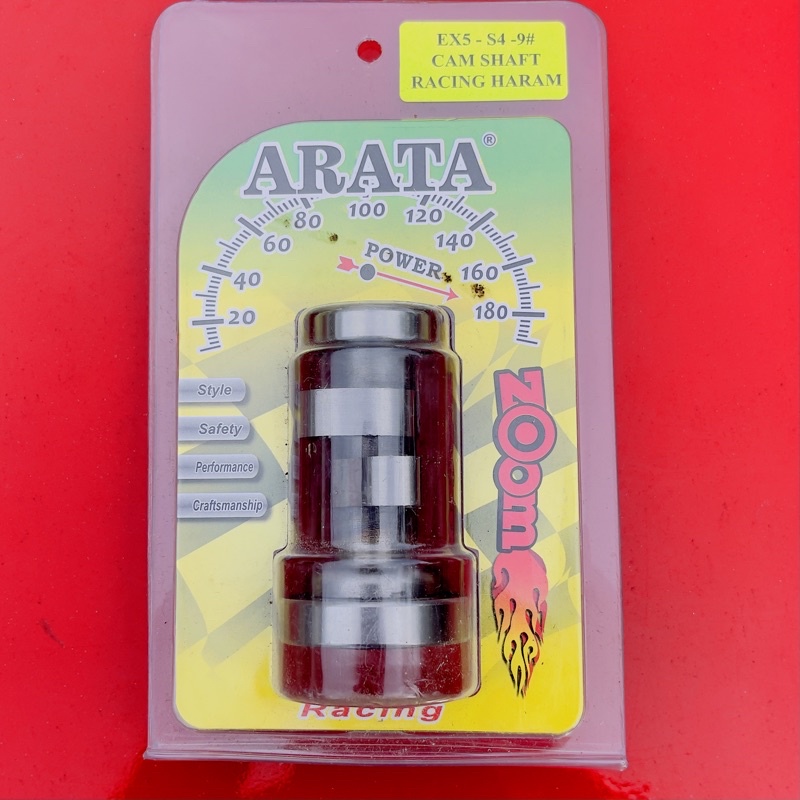 EX5 - S4 -9#
CAM SHAFT
RACING HARAM
ARATA®
20
40
60
80
100
120
140
160
180
POWER
Style
Safety
Performance
Craftsmanship
ZOOM
Racing